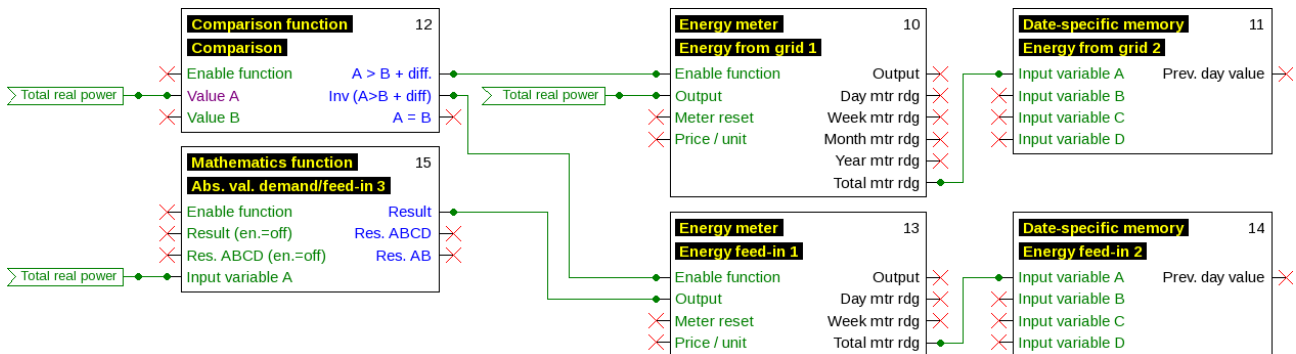 Comparison function 12
Comparison
Enable function A > B + diff.
Total real power Value A Inv (A>B + diff)
Value B A = B
Energy meter 10
Energy from grid 1
Enable function Output
Total real power Output Day mtr rdg
Meter reset Week mtr rdg
Price / unit Month mtr rdg
Year mtr rdg
Total mtr rdg
Date-specific memory 11
Energy from grid 2
Input variable A Prev. day value
Input variable B
Input variable C
Input variable D
Mathematics function 15
Abs. val. demand/feed-in 3
Enable function Result
Result (en.=off) Res. ABCD
Res. ABCD (en.=off) Res. AB
Total real power Input variable A
Energy meter 13
Energy feed-in 1
Enable function Output
Output Day mtr rdg
Meter reset Week mtr rdg
Price / unit Total mtr rdg
Date-specific memory 14
Energy feed-in 2
Input variable A Prev. day value
Input variable B
Input variable C
Input variable D